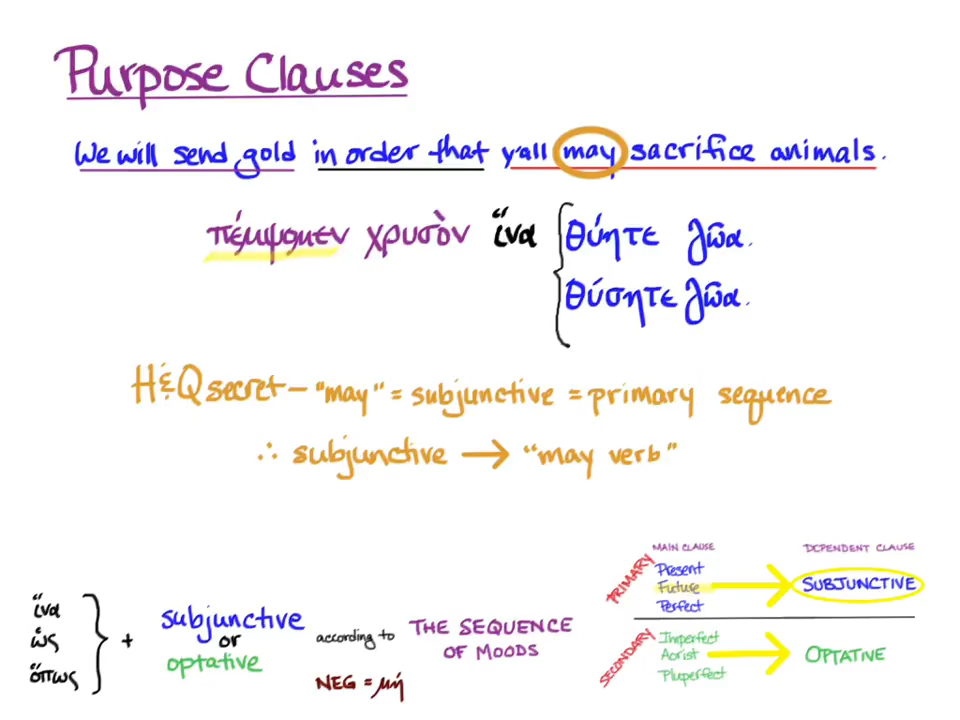 Purpose Clauses
We will send gold in order that y'all may sacrifice animals.
πέμψομεν χρυσὸν ἵνα θύητε ζῷα.
θύσητε ζῷα.
H&Q secret — "may" = subjunctive = primary sequence
∴ subjunctive → "may verb"
MAIN CLAUSE DEPENDENT CLAUSE
PRIMARY
Present
Future → SUBJUNCTIVE
Perfect
SECONDARY
Imperfect
Aorist → OPTATIVE
Pluperfect
ἵνα
ὡς
ὅπως
+
subjunctive
or
optative
according to
THE SEQUENCE
OF MOODS
NEG = μή